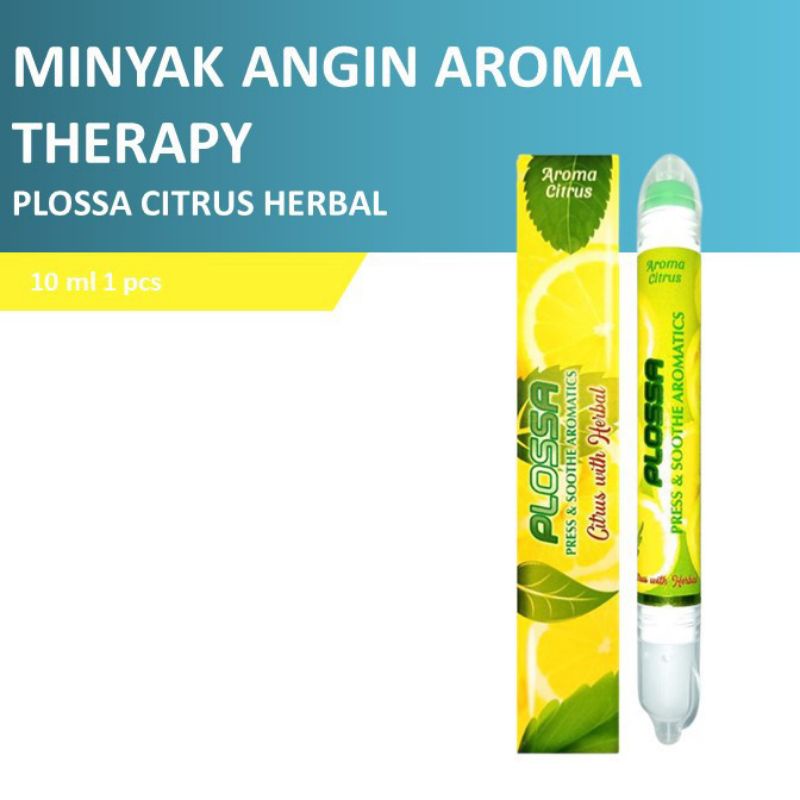 MINYAK ANGIN AROMA
THERAPY
PLOSSA CITRUS HERBAL
10 ml 1 pcs
Aroma
Citrus
PLOSSA
PRESS & SOOTHE AROMATICS
Citrus with Herbal
Aroma
Citrus
PLOSSA
PRESS & SOOTHE AROMATICS
with Herbal